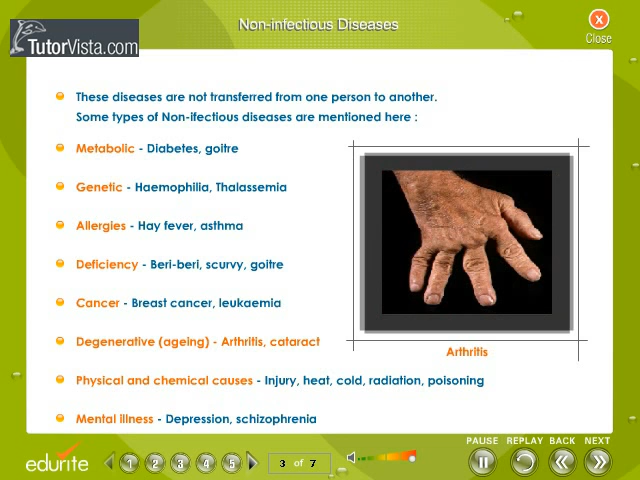 Non-infectious Diseases
X
Close
TutorVista.com
These diseases are not transferred from one person to another.
Some types of Non-ifectious diseases are mentioned here :
Metabolic - Diabetes, goitre
Genetic - Haemophilia, Thalassemia
Allergies - Hay fever, asthma
Deficiency - Beri-beri, scurvy, goitre
Cancer - Breast cancer, leukaemia
Degenerative (ageing) - Arthritis, cataract
Arthritis
Physical and chemical causes - Injury, heat, cold, radiation, poisoning
Mental illness - Depression, schizophrenia
PAUSE REPLAY BACK NEXT
edurite 1 2 3 4 5 3 of 7